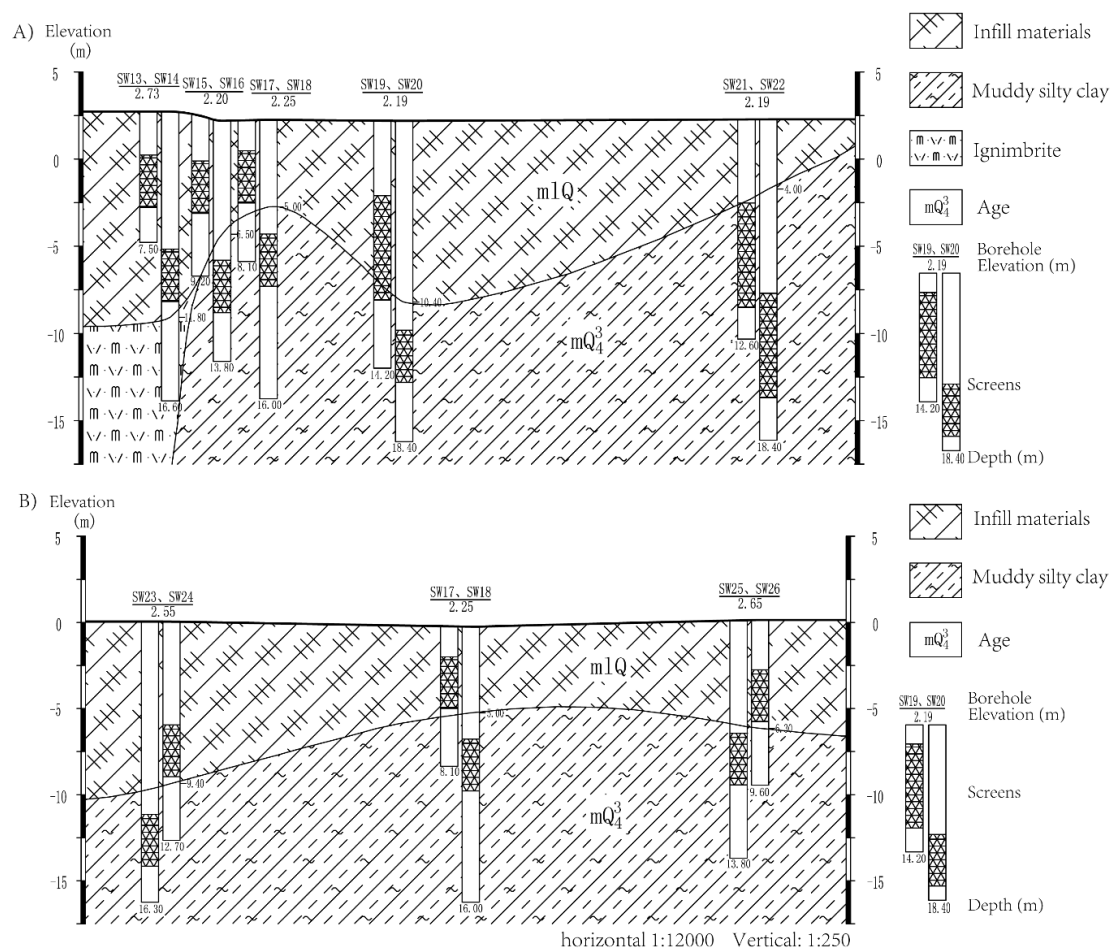 A) Elevation
(m)
SW13、SW14
2.73
SW15、SW16
2.20
SW17、SW18
2.25
SW19、SW20
2.19
SW21、SW22
2.19
5
0
-5
-10
-15
5
0
-5
-10
-15
mlQ
mQ₄³
5.00
4.00
10.40
7.50
9.20
8.10
13.80
16.60
16.00
14.20
18.40
12.60
18.40
Infill materials
Muddy silty clay
Ignimbrite
mQ₄³ Age
SW19、SW20
2.19
Borehole
Elevation (m)
Screens
14.20
18.40
Depth (m)
B) Elevation
(m)
SW23、SW24
2.55
SW17、SW18
2.25
SW25、SW26
2.65
5
0
-5
-10
-15
5
0
-5
-10
-15
mlQ
mQ₄³
9.40
5.00
6.30
12.70
16.30
8.10
16.00
9.60
13.80
Infill materials
Muddy silty clay
mQ₄³ Age
SW19、SW20
2.19
Borehole
Elevation (m)
Screens
14.20
18.40
Depth (m)
horizontal 1:12000 Vertical: 1:250